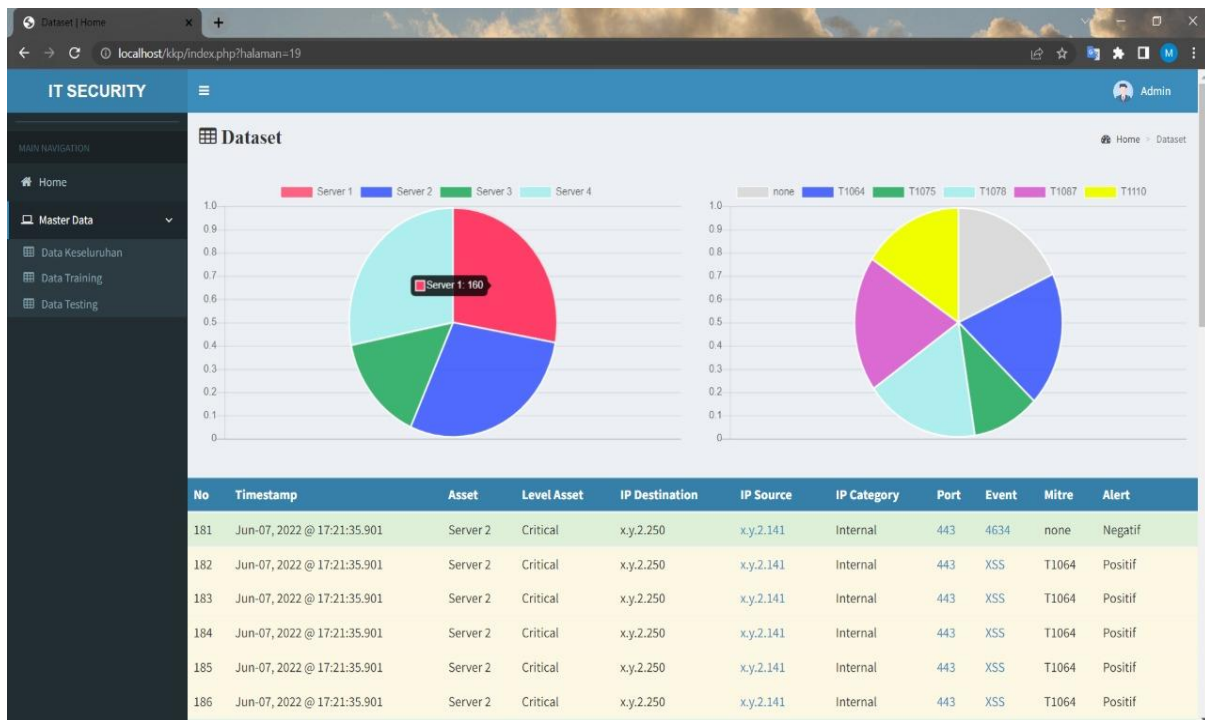 Dataset | Home
localhost/kkp/index.php?halaman=19
M
IT SECURITY
Admin
MAIN NAVIGATION
Home
Master Data
Data Keseluruhan
Data Training
Data Testing
Dataset
Home > Dataset
Server 1 Server 2 Server 3 Server 4
1.0
0.9
0.8
0.7
0.6
0.5
0.4
0.3
0.2
0.1
0
Server 1: 160
none T1064 T1075 T1078 T1087 T1110
1.0
0.9
0.8
0.7
0.6
0.5
0.4
0.3
0.2
0.1
0
No Timestamp Asset Level Asset IP Destination IP Source IP Category Port Event Mitre Alert
181 Jun-07, 2022 @ 17:21:35.901 Server 2 Critical x.y.2.250 x.y.2.141 Internal 443 4634 none Negatif
182 Jun-07, 2022 @ 17:21:35.901 Server 2 Critical x.y.2.250 x.y.2.141 Internal 443 XSS T1064 Positif
183 Jun-07, 2022 @ 17:21:35.901 Server 2 Critical x.y.2.250 x.y.2.141 Internal 443 XSS T1064 Positif
184 Jun-07, 2022 @ 17:21:35.901 Server 2 Critical x.y.2.250 x.y.2.141 Internal 443 XSS T1064 Positif
185 Jun-07, 2022 @ 17:21:35.901 Server 2 Critical x.y.2.250 x.y.2.141 Internal 443 XSS T1064 Positif
186 Jun-07, 2022 @ 17:21:35.901 Server 2 Critical x.y.2.250 x.y.2.141 Internal 443 XSS T1064 Positif